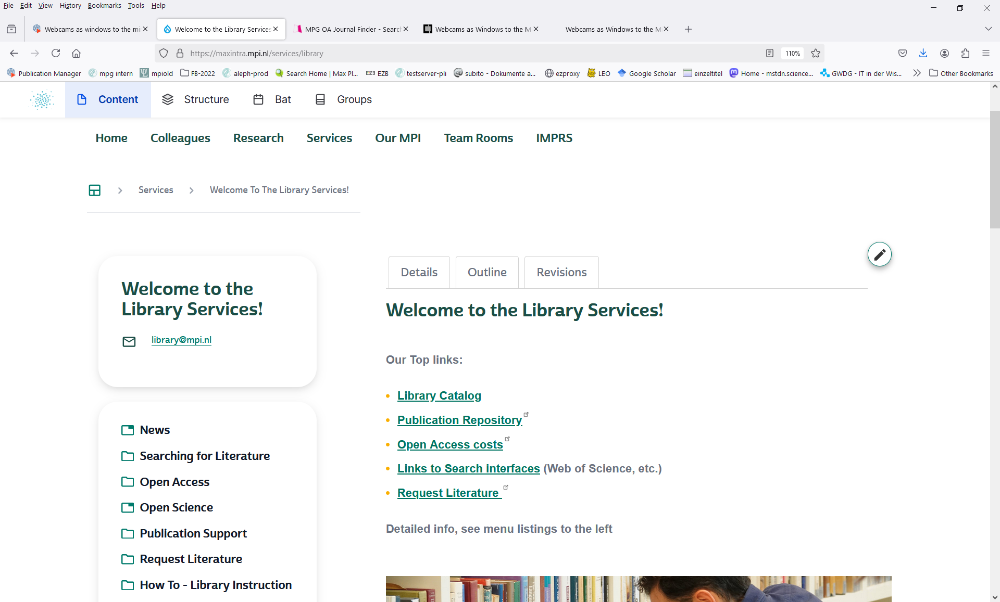 File Edit View History Bookmarks Tools Help
Webcams as windows to the mi
Welcome to the Library Services
MPG OA Journal Finder - Searc
Webcams as Windows to the M
Webcams as Windows to the M
https://maxintra.mpi.nl/services/library
110%
Publication Manager mpg intern mpiold FB-2022 aleph-prod Search Home | Max Pl... EZB EZB testserver-pli subito - Dokumente a... ezproxy LEO Google Scholar einzeltitel Home - mstdn.science... GWDG - IT in der Wis... Other Bookmarks
Content Structure Bat Groups
Home Colleagues Research Services Our MPI Team Rooms IMPRS
Services Welcome To The Library Services!
Welcome to the
Library Services!
library@mpi.nl
News
Searching for Literature
Open Access
Open Science
Publication Support
Request Literature
How To - Library Instruction
Details Outline Revisions
Welcome to the Library Services!
Our Top links:
Library Catalog
Publication Repository
Open Access costs
Links to Search interfaces (Web of Science, etc.)
Request Literature
Detailed info, see menu listings to the left